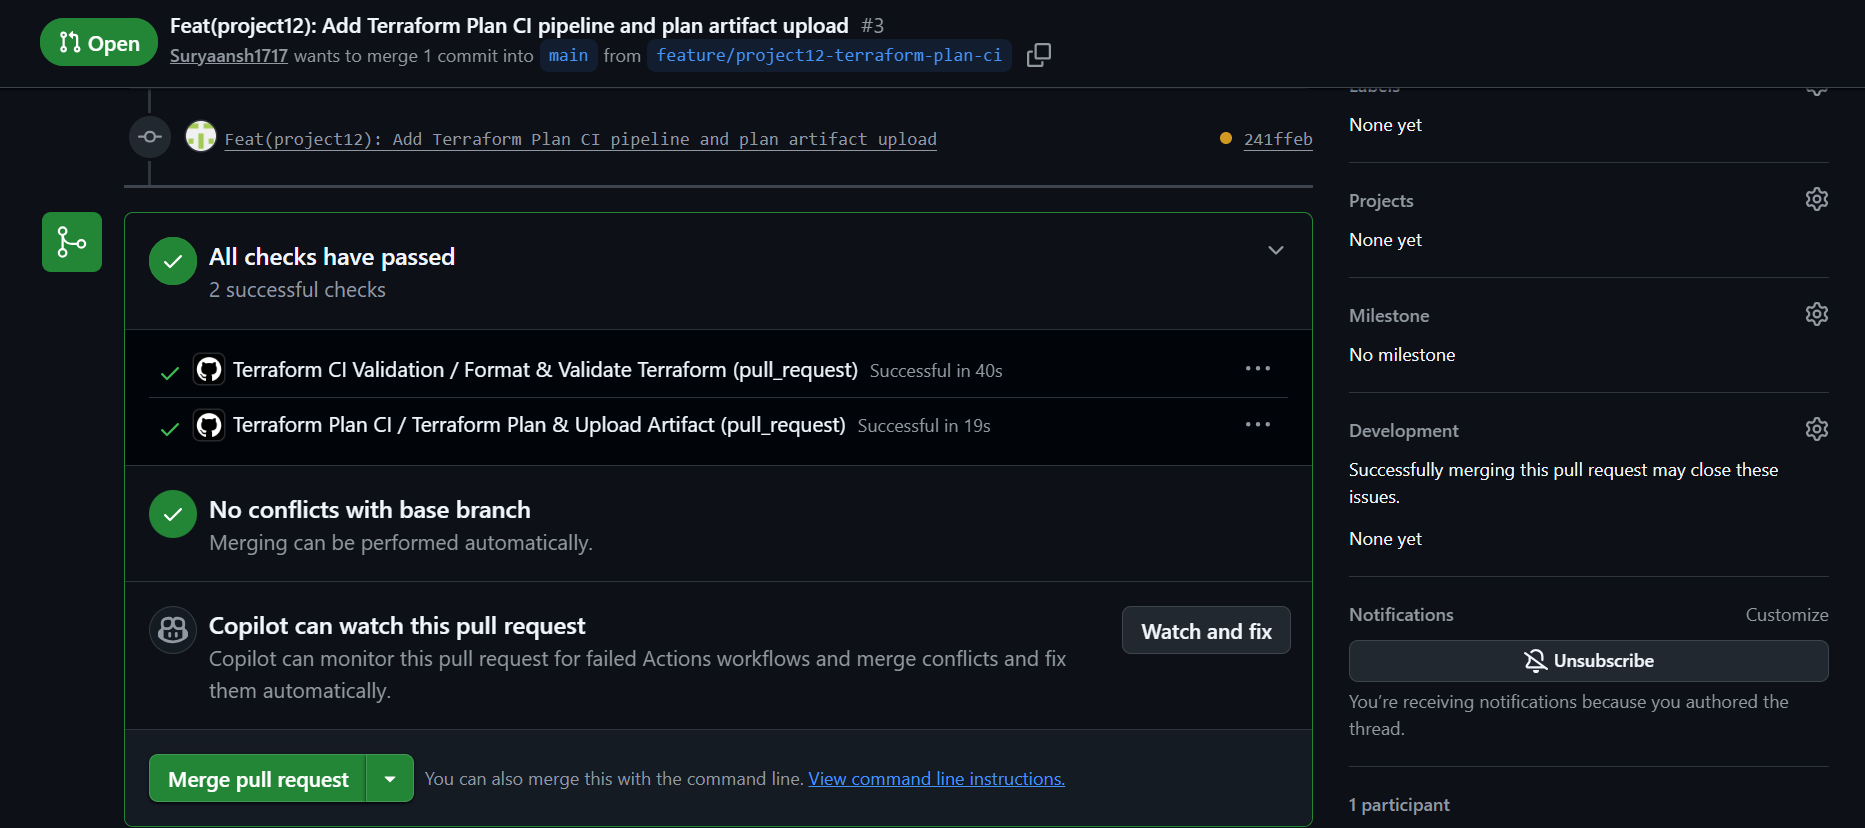 Open
Feat(project12): Add Terraform Plan CI pipeline and plan artifact upload #3
Suryaansh1717 wants to merge 1 commit into main from feature/project12-terraform-plan-ci
Feat(project12): Add Terraform Plan CI pipeline and plan artifact upload 241ffeb
All checks have passed
2 successful checks
Terraform CI Validation / Format & Validate Terraform (pull_request) Successful in 40s
Terraform Plan CI / Terraform Plan & Upload Artifact (pull_request) Successful in 19s
No conflicts with base branch
Merging can be performed automatically.
Copilot can watch this pull request
Copilot can monitor this pull request for failed Actions workflows and merge conflicts and fix
them automatically.
Watch and fix
Merge pull request
You can also merge this with the command line. View command line instructions.
Labels
None yet
Projects
None yet
Milestone
No milestone
Development
Successfully merging this pull request may close these
issues.
None yet
Notifications
Customize
Unsubscribe
You're receiving notifications because you authored the
thread.
1 participant